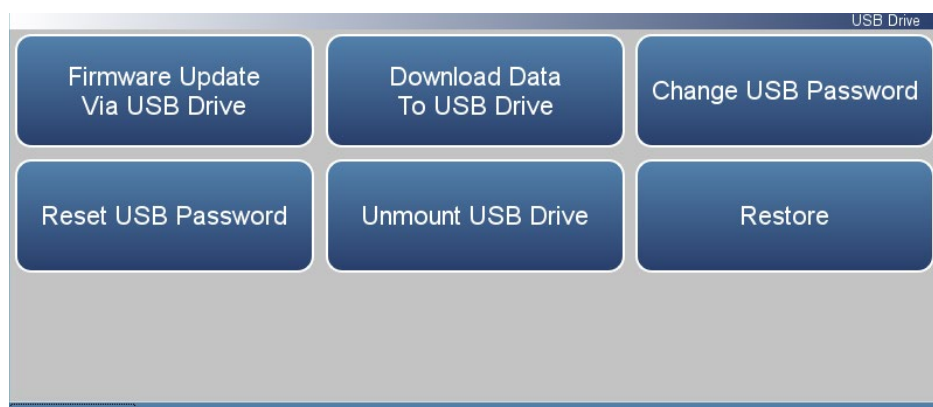 USB Drive
Firmware Update
Via USB Drive
Download Data
To USB Drive
Change USB Password
Reset USB Password
Unmount USB Drive
Restore